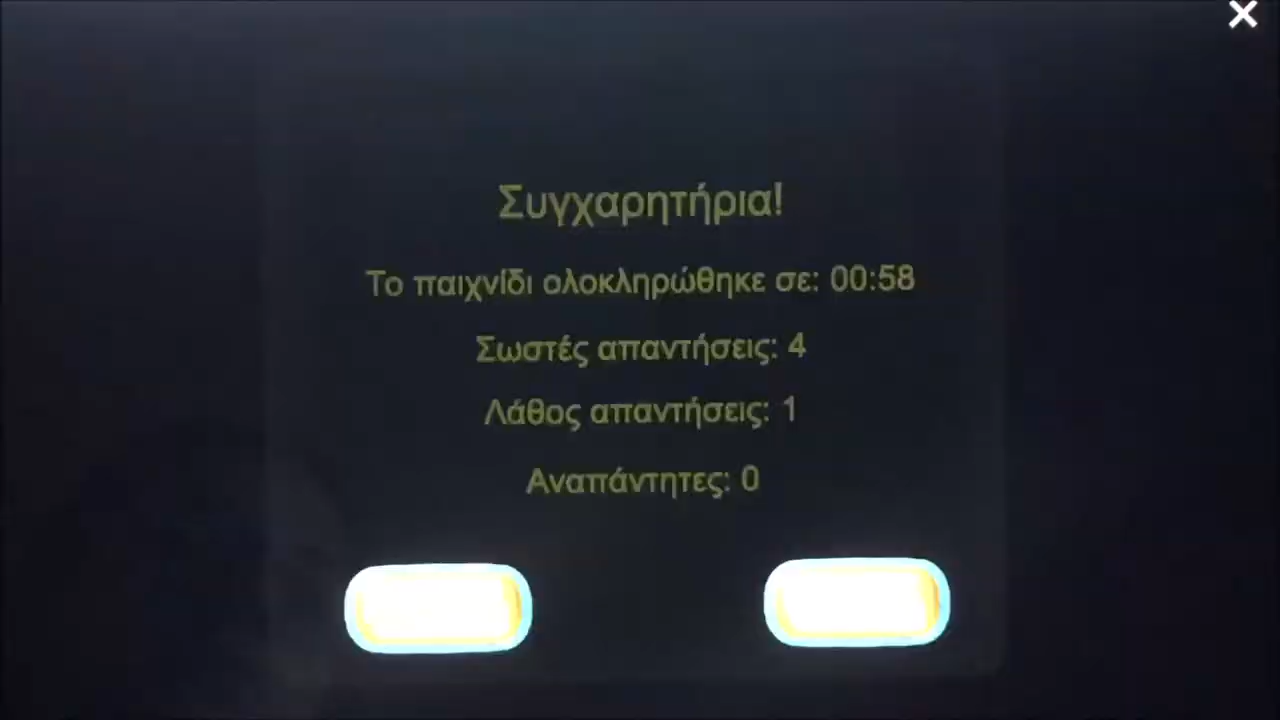 Συγχαρητήρια!
Το παιχνίδι ολοκληρώθηκε σε: 00:58
Σωστές απαντήσεις: 4
Λάθος απαντήσεις: 1
Αναπάντητες: 0